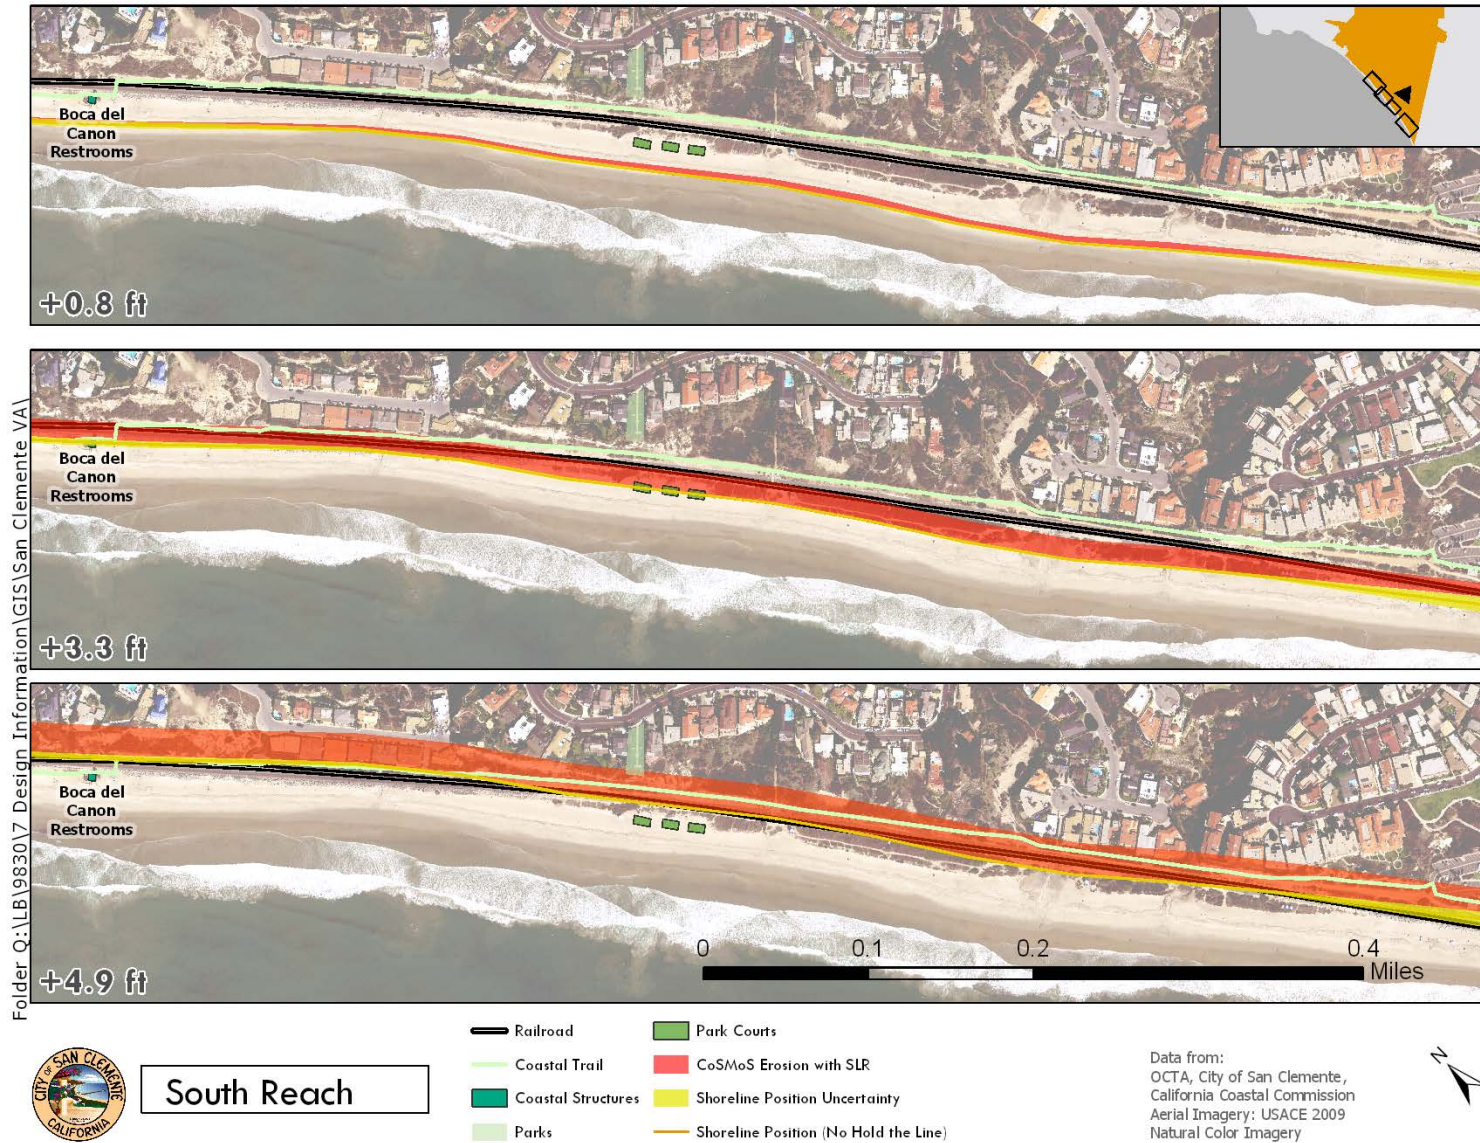 Boca del
Canon
Restrooms
+0.8 ft
Boca del
Canon
Restrooms
+3.3 ft
Boca del
Canon
Restrooms
+4.9 ft
0 0.1 0.2 0.4
Miles
Folder Q:\LB\9830\7 Design Information\GIS\San Clemente VA\
CITY OF SAN CLEMENTE
CALIFORNIA
South Reach
Railroad
Coastal Trail
Coastal Structures
Parks
Park Courts
CoSMoS Erosion with SLR
Shoreline Position Uncertainty
Shoreline Position (No Hold the Line)
Data from:
OCTA, City of San Clemente,
California Coastal Commission
Aerial Imagery: USACE 2009
Natural Color Imagery
N